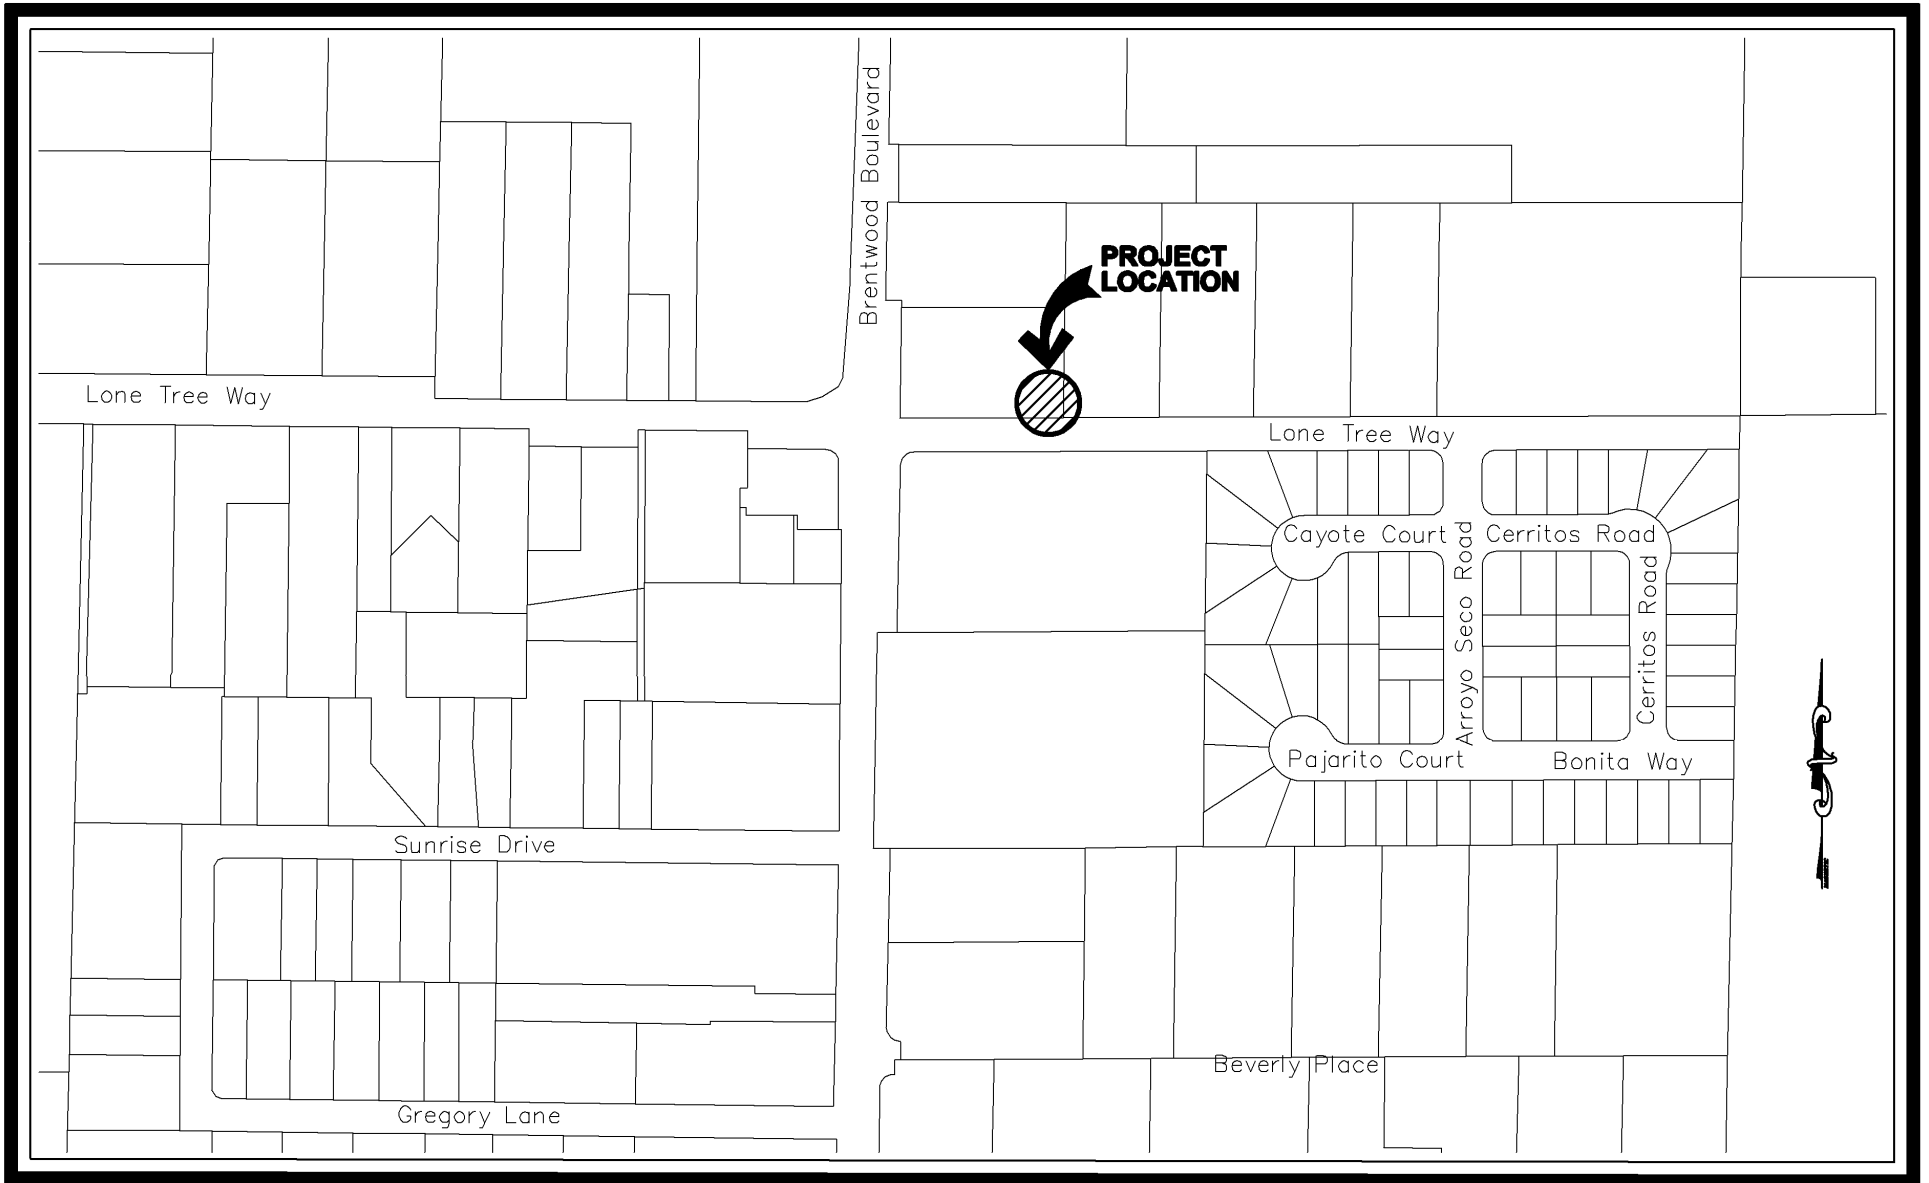 Brentwood Boulevard
PROJECT
LOCATION
Lone Tree Way
Lone Tree Way
Cayote Court
Cerritos Road
Arroyo Seco Road
Cerritos Road
Pajarito Court
Bonita Way
Sunrise Drive
Beverly Place
Gregory Lane